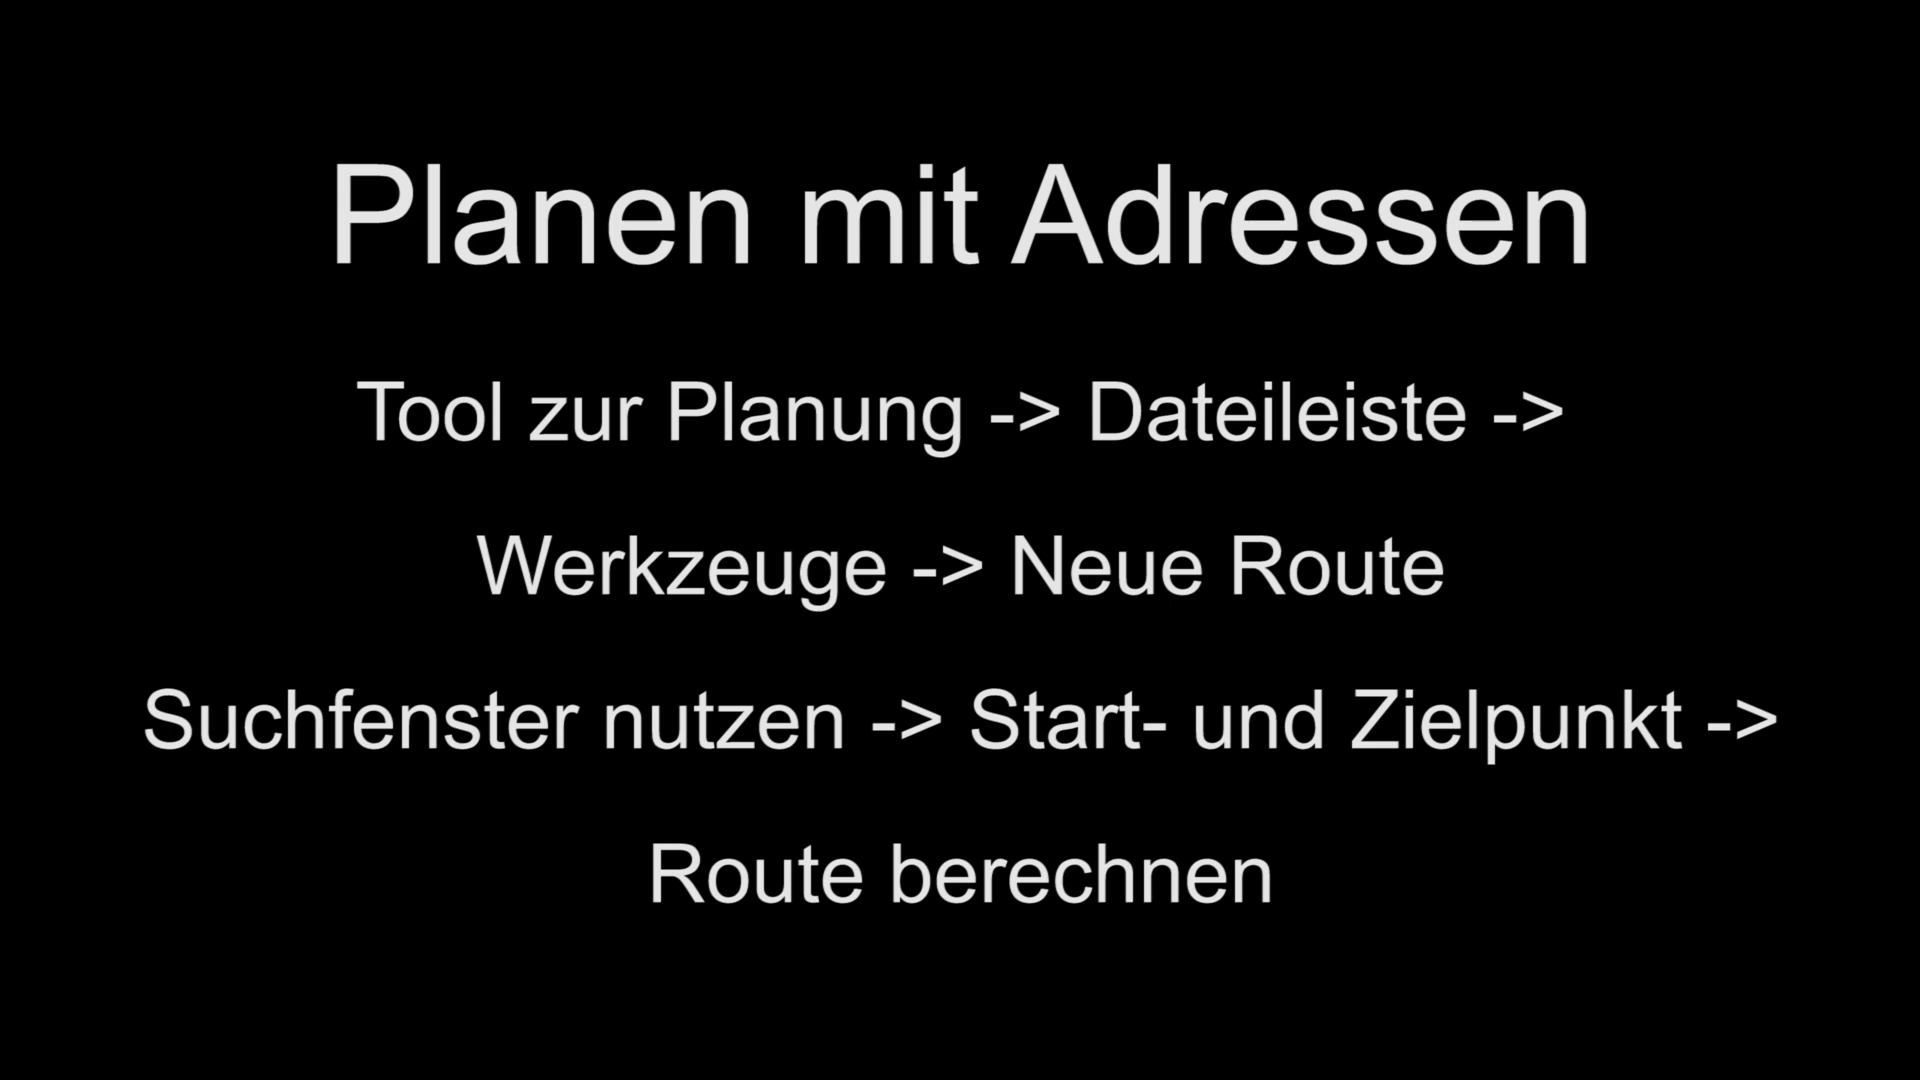 Planen mit Adressen
Tool zur Planung -> Dateileiste ->
Werkzeuge -> Neue Route
Suchfenster nutzen -> Start- und Zielpunkt ->
Route berechnen